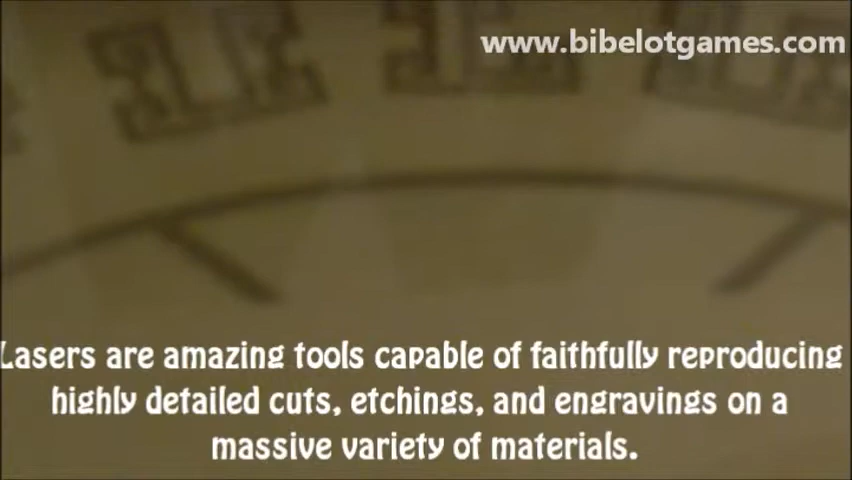 www.bibelotgames.com
Lasers are amazing tools capable of faithfully reproducing
highly detailed cuts, etchings, and engravings on a
massive variety of materials.